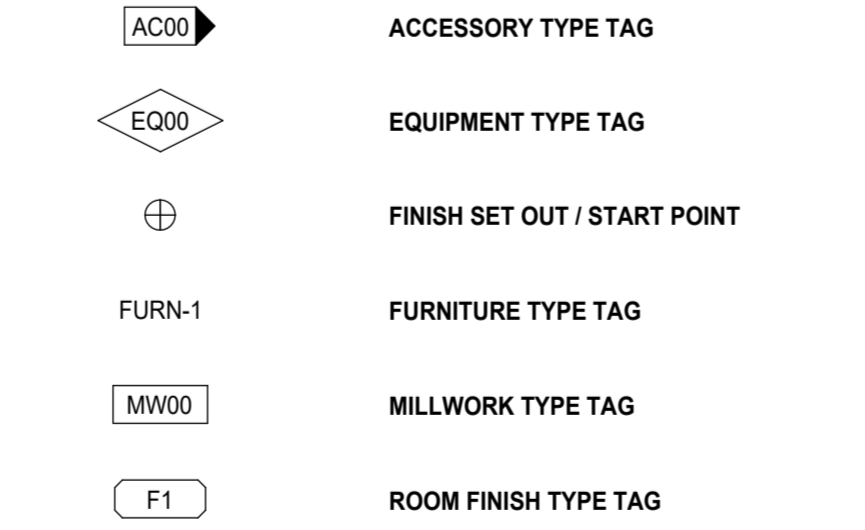 AC00 ACCESSORY TYPE TAG
EQ00 EQUIPMENT TYPE TAG
FINISH SET OUT / START POINT
FURN-1 FURNITURE TYPE TAG
MW00 MILLWORK TYPE TAG
F1 ROOM FINISH TYPE TAG